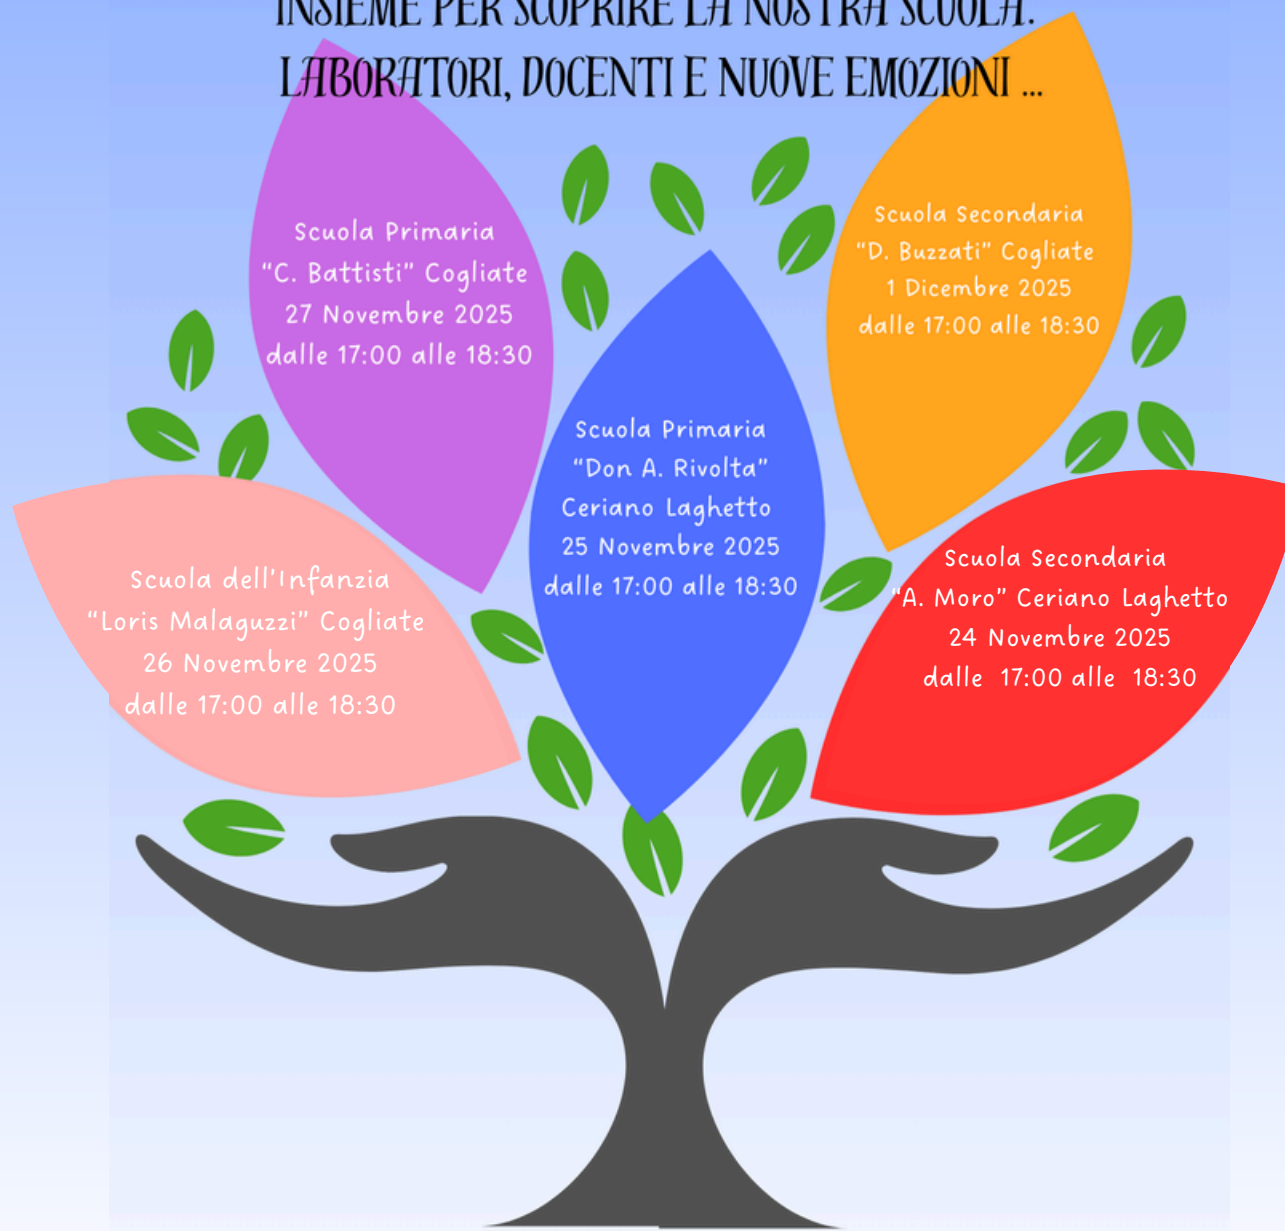 INSIEME PER SCOPRIRE LA NOSTRA SCUOLA.
LABORATORI, DOCENTI E NUOVE EMOZIONI ...
Scuola Primaria
“C. Battisti” Cogliate
27 Novembre 2025
dalle 17:00 alle 18:30
Scuola Secondaria
“D. Buzzati” Cogliate
1 Dicembre 2025
dalle 17:00 alle 18:30
Scuola Primaria
“Don A. Rivolta”
Ceriano Laghetto
25 Novembre 2025
dalle 17:00 alle 18:30
Scuola dell'Infanzia
“Loris Malaguzzi” Cogliate
26 Novembre 2025
dalle 17:00 alle 18:30
Scuola Secondaria
“A. Moro” Ceriano Laghetto
24 Novembre 2025
dalle 17:00 alle 18:30